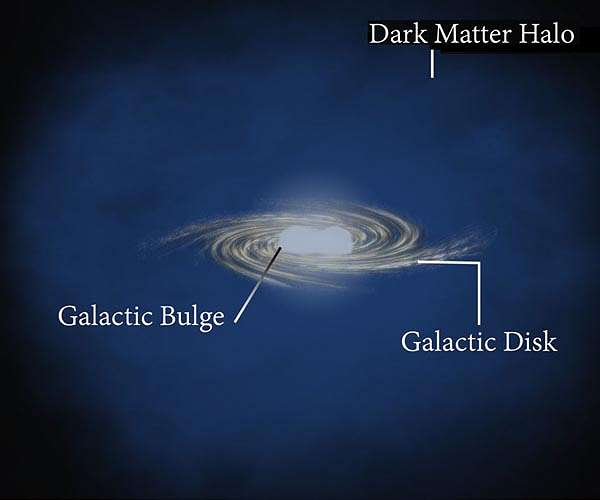 Dark Matter Halo
Galactic Bulge
Galactic Disk